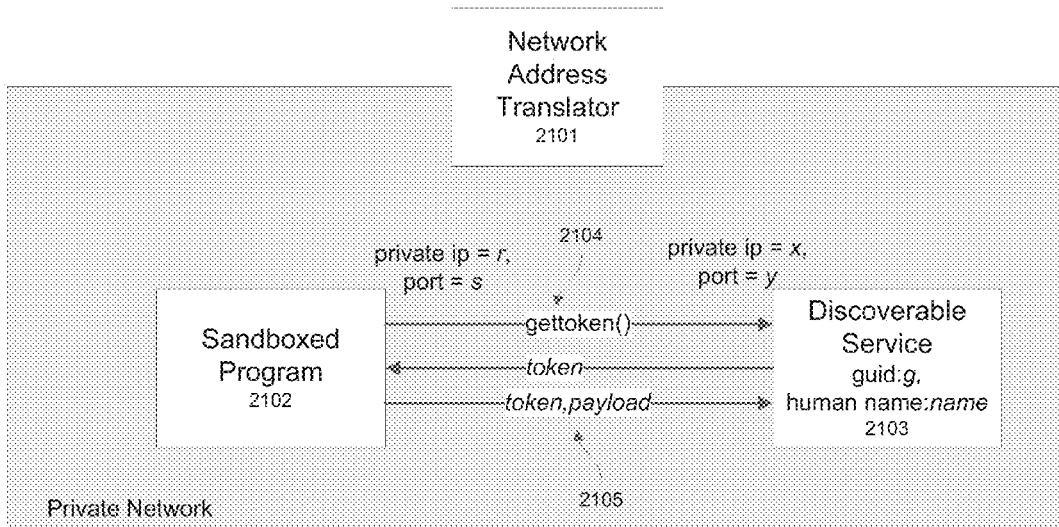 Network
Address
Translator
2101
2104
private ip = r,
port = s
private ip = x,
port = y
Sandboxed
Program
2102
gettoken()
token
token,payload
Discoverable
Service
guid:g,
human name:name
2103
2105
Private Network